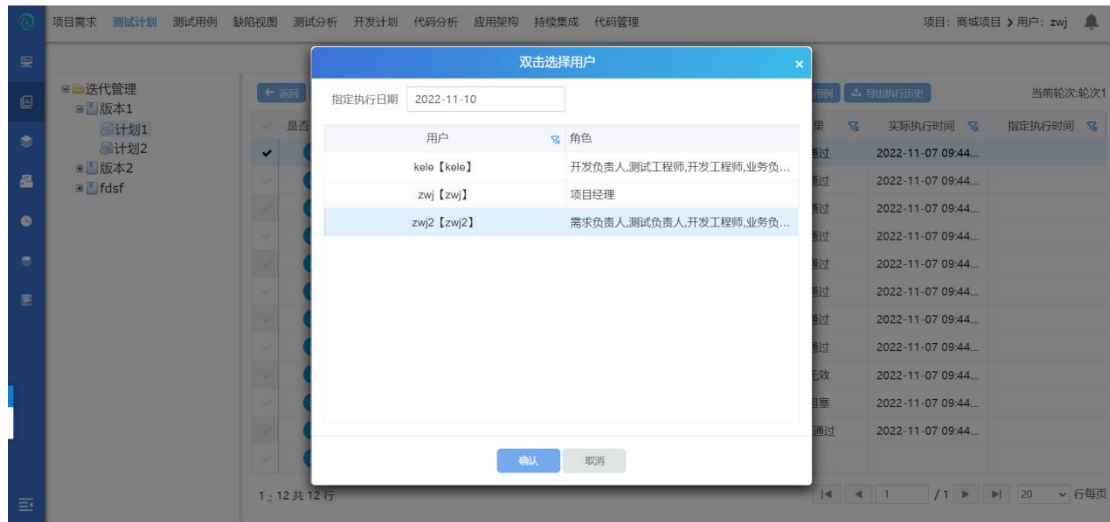 项目需求 测试计划 测试用例 缺陷视图 测试分析 开发计划 代码分析 应用架构 持续集成 代码管理 项目：商城项目 用户：zwj
双击选择用户
迭代管理
版本1
计划1
计划2
版本2
fdsf
返回
指定执行日期 2022-11-10
导出执行历史 当前轮次:轮次1
是否 用户 角色 实际执行时间 指定执行时间
kele【kele】 开发负责人,测试工程师,开发工程师,业务负... 2022-11-07 09:44...
zwj【zwj】 项目经理 2022-11-07 09:44...
2022-11-07 09:44...
zwj2【zwj2】 需求负责人,测试负责人,开发工程师,业务负... 2022-11-07 09:44...
2022-11-07 09:44...
2022-11-07 09:44...
2022-11-07 09:44...
2022-11-07 09:44...
2022-11-07 09:44...
通过 2022-11-07 09:44...
确认 取消
1 - 12 共 12 行 1 / 1 20 行每页